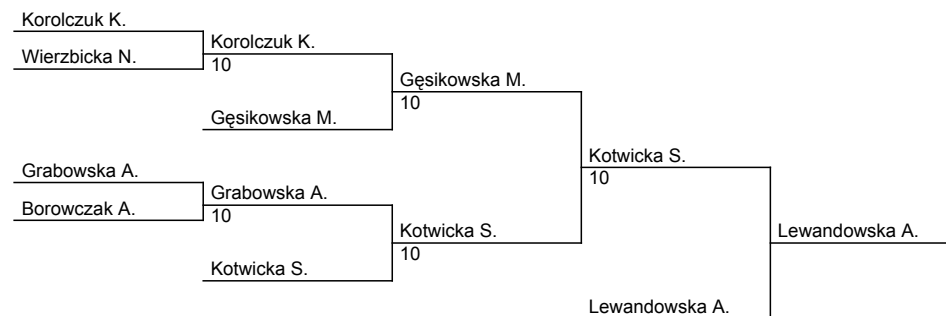 Korolczuk K.
Wierzbicka N.
Korolczuk K.
10
Gęsikowska M.
Gęsikowska M.
10
Grabowska A.
Borowczak A.
Grabowska A.
10
Kotwicka S.
Kotwicka S.
10
Kotwicka S.
10
Lewandowska A.
Lewandowska A.